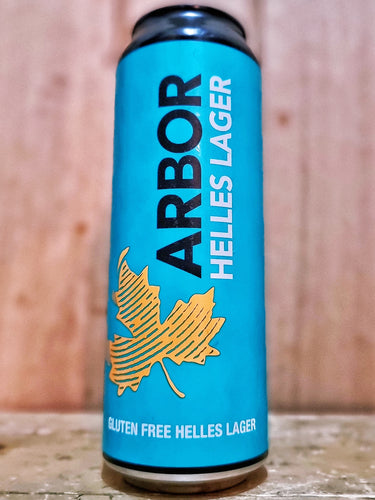 ARBOR
HELLES LAGER
GLUTEN FREE HELLES LAGER